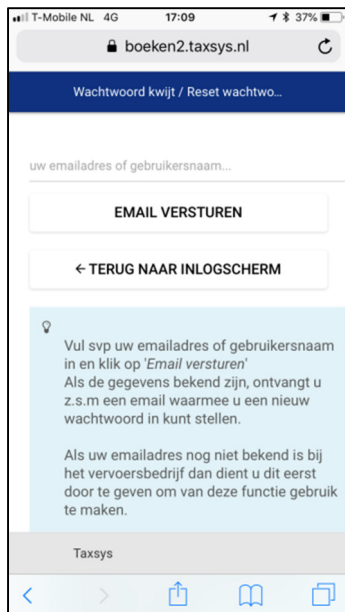 T-Mobile NL 4G 17:09 37%
boeken2.taxsys.nl
Wachtwoord kwijt / Reset wachtwo...
uw emailadres of gebruikersnaam...
EMAIL VERSTUREN
← TERUG NAAR INLOGSCHERM
Vul svp uw emailadres of gebruikersnaam
in en klik op 'Email versturen'
Als de gegevens bekend zijn, ontvangt u
z.s.m een email waarmee u een nieuw
wachtwoord in kunt stellen.
Als uw emailadres nog niet bekend is bij
het vervoersbedrijf dan dient u dit eerst
door te geven om van deze functie gebruik
te maken.
Taxsys